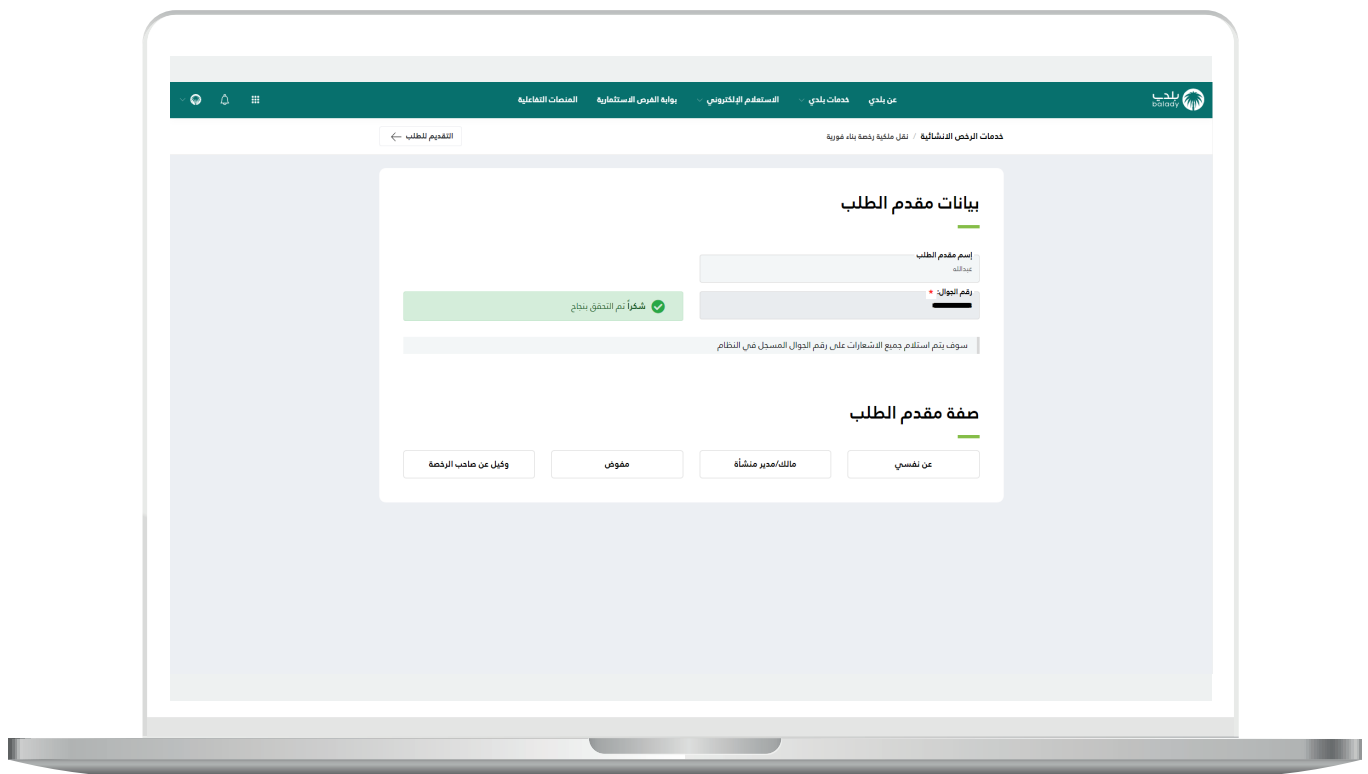 بلدي
balady
عن بلدي
خدمات بلدي
الاستعلام الإلكتروني
بوابة الفرص الاستثمارية
المنصات التفاعلية
خدمات الرخص الانشائية / نقل ملكية رخصة بناء فورية
التقديم للطلب
بيانات مقدم الطلب
إسم مقدم الطلب
عبدالله
رقم الجوال: *
شكراً تم التحقق بنجاح
سوف يتم استلام جميع الاشعارات على رقم الجوال المسجل في النظام
صفة مقدم الطلب
عن نفسي
مالك/مدير منشأة
مفوض
وكيل عن صاحب الرخصة